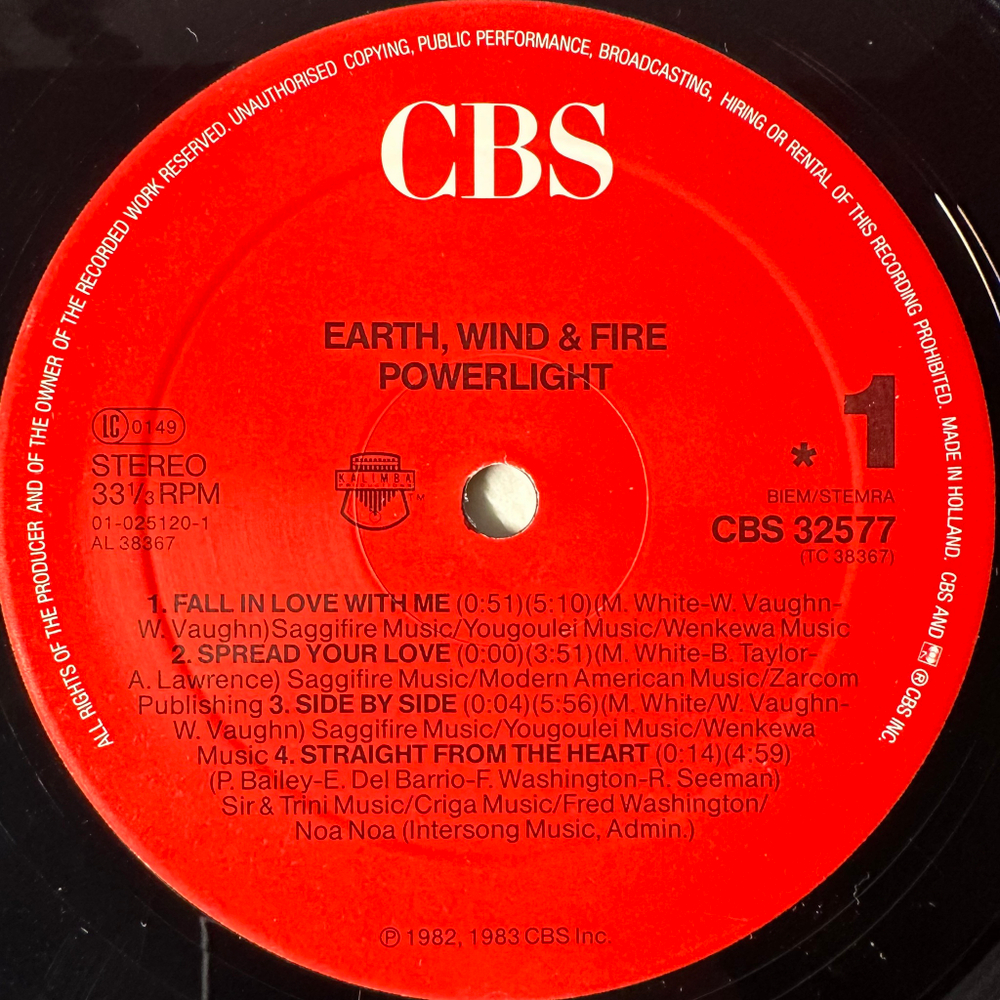 ALL RIGHTS OF THE PRODUCER AND OF THE OWNER OF THE RECORDED WORK RESERVED. UNAUTHORISED COPYING, PUBLIC PERFORMANCE, BROADCASTING, HIRING OR RENTAL OF THIS RECORDING PROHIBITED. MADE IN HOLLAND. CBS AND ℗ CBS INC.
CBS
EARTH, WIND & FIRE
POWERLIGHT
LC 0149
STEREO
33 1/3 RPM
01-025120-1
AL 38367
KALIMBA
PRODUCTIONS
TM
* 1
BIEM/STEMRA
CBS 32577
(TC 38367)
1. FALL IN LOVE WITH ME (0:51)(5:10)(M. White-W. Vaughn-
W. Vaughn)Saggifire Music/Yougoulei Music/Wenkewa Music
2. SPREAD YOUR LOVE (0:00)(3:51)(M. White-B. Taylor-
A. Lawrence) Saggifire Music/Modern American Music/Zarcom
Publishing 3. SIDE BY SIDE (0:04)(5:56)(M. White/W. Vaughn-
W. Vaughn) Saggifire Music/Yougoulei Music/Wenkewa
Music 4. STRAIGHT FROM THE HEART (0:14)(4:59)
(P. Bailey-E. Del Barrio-F. Washington-R. Seeman)
Sir & Trini Music/Criga Music/Fred Washington/
Noa Noa (Intersong Music, Admin.)
℗ 1982, 1983 CBS Inc.